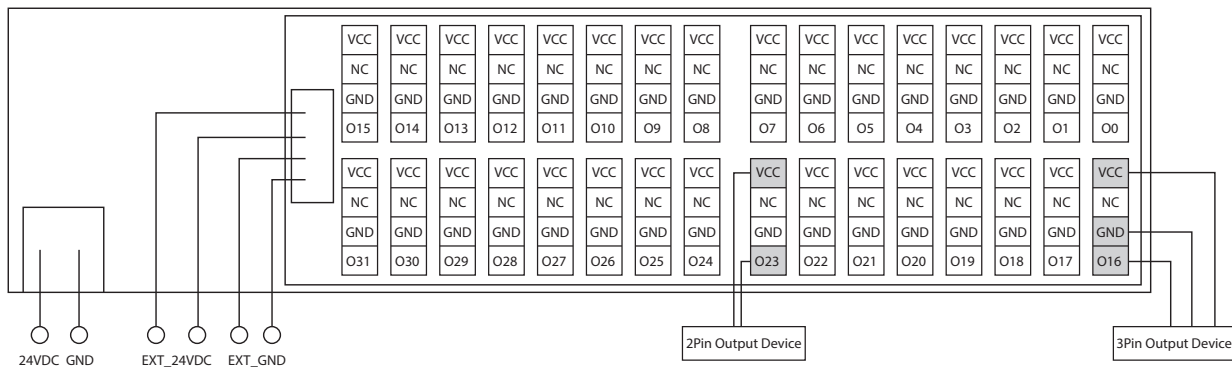 VCC VCC VCC VCC VCC VCC VCC VCC VCC VCC VCC VCC VCC VCC VCC VCC
NC NC NC NC NC NC NC NC NC NC NC NC NC NC NC NC
GND GND GND GND GND GND GND GND GND GND GND GND GND GND GND GND
O15 O14 O13 O12 O11 O10 O9 O8 O7 O6 O5 O4 O3 O2 O1 O0
VCC VCC VCC VCC VCC VCC VCC VCC VCC VCC VCC VCC VCC VCC VCC VCC
NC NC NC NC NC NC NC NC NC NC NC NC NC NC NC NC
GND GND GND GND GND GND GND GND GND GND GND GND GND GND GND GND
O31 O30 O29 O28 O27 O26 O25 O24 O23 O22 O21 O20 O19 O18 O17 O16
2Pin Output Device 3Pin Output Device
24VDC GND EXT_24VDC EXT_GND